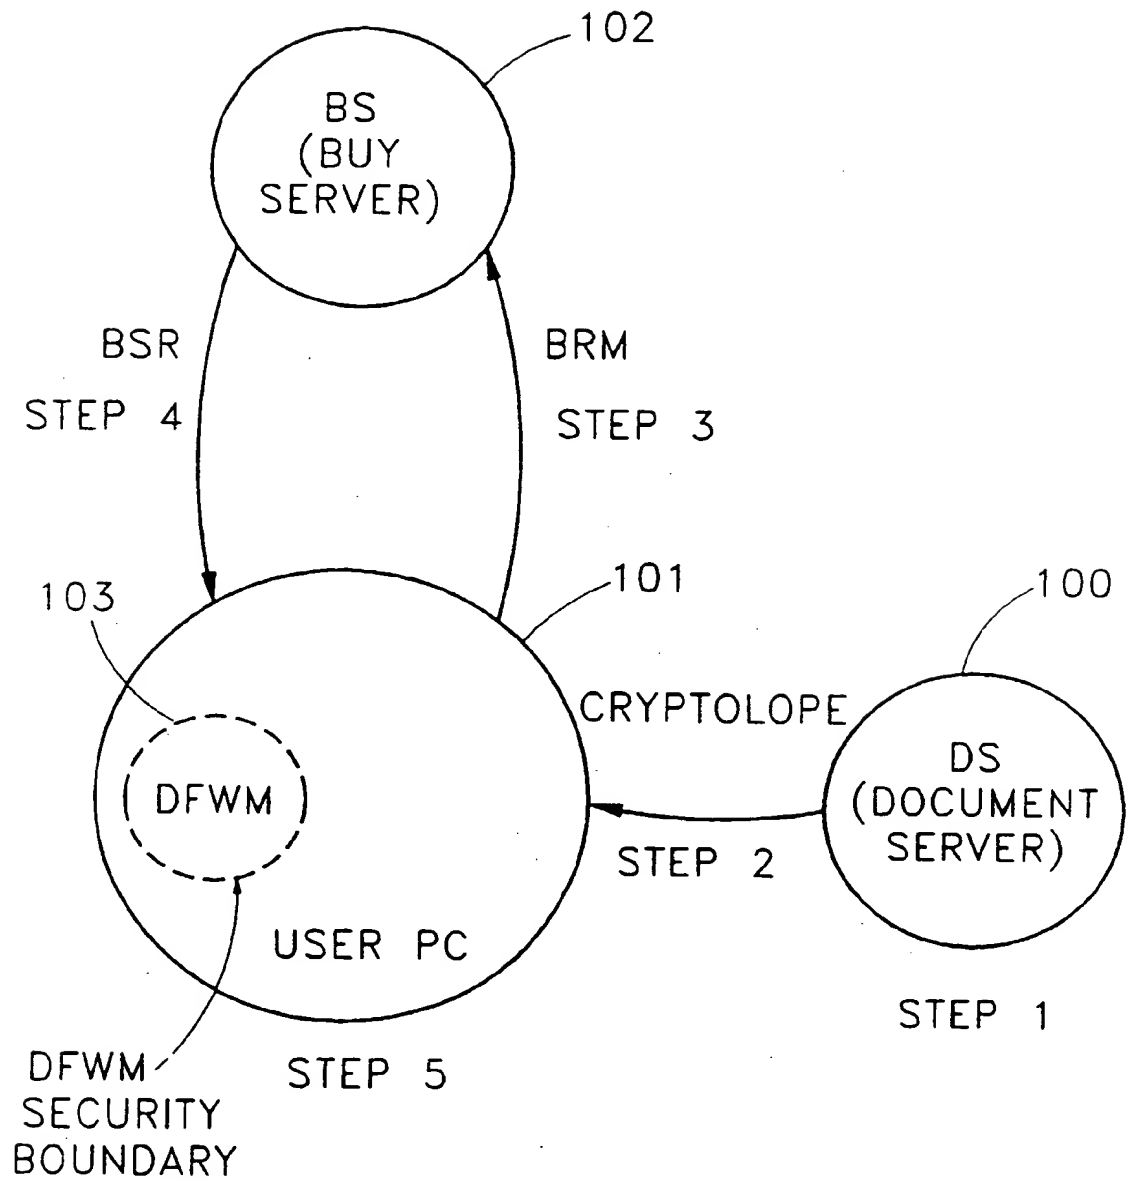 102
BS
(BUY
SERVER)
BSR
STEP 4
BRM
STEP 3
103
101
100
CRYPTOLOPE
DS
(DOCUMENT
SERVER)
DFWM
STEP 2
USER PC
STEP 1
STEP 5
DFWM
SECURITY
BOUNDARY